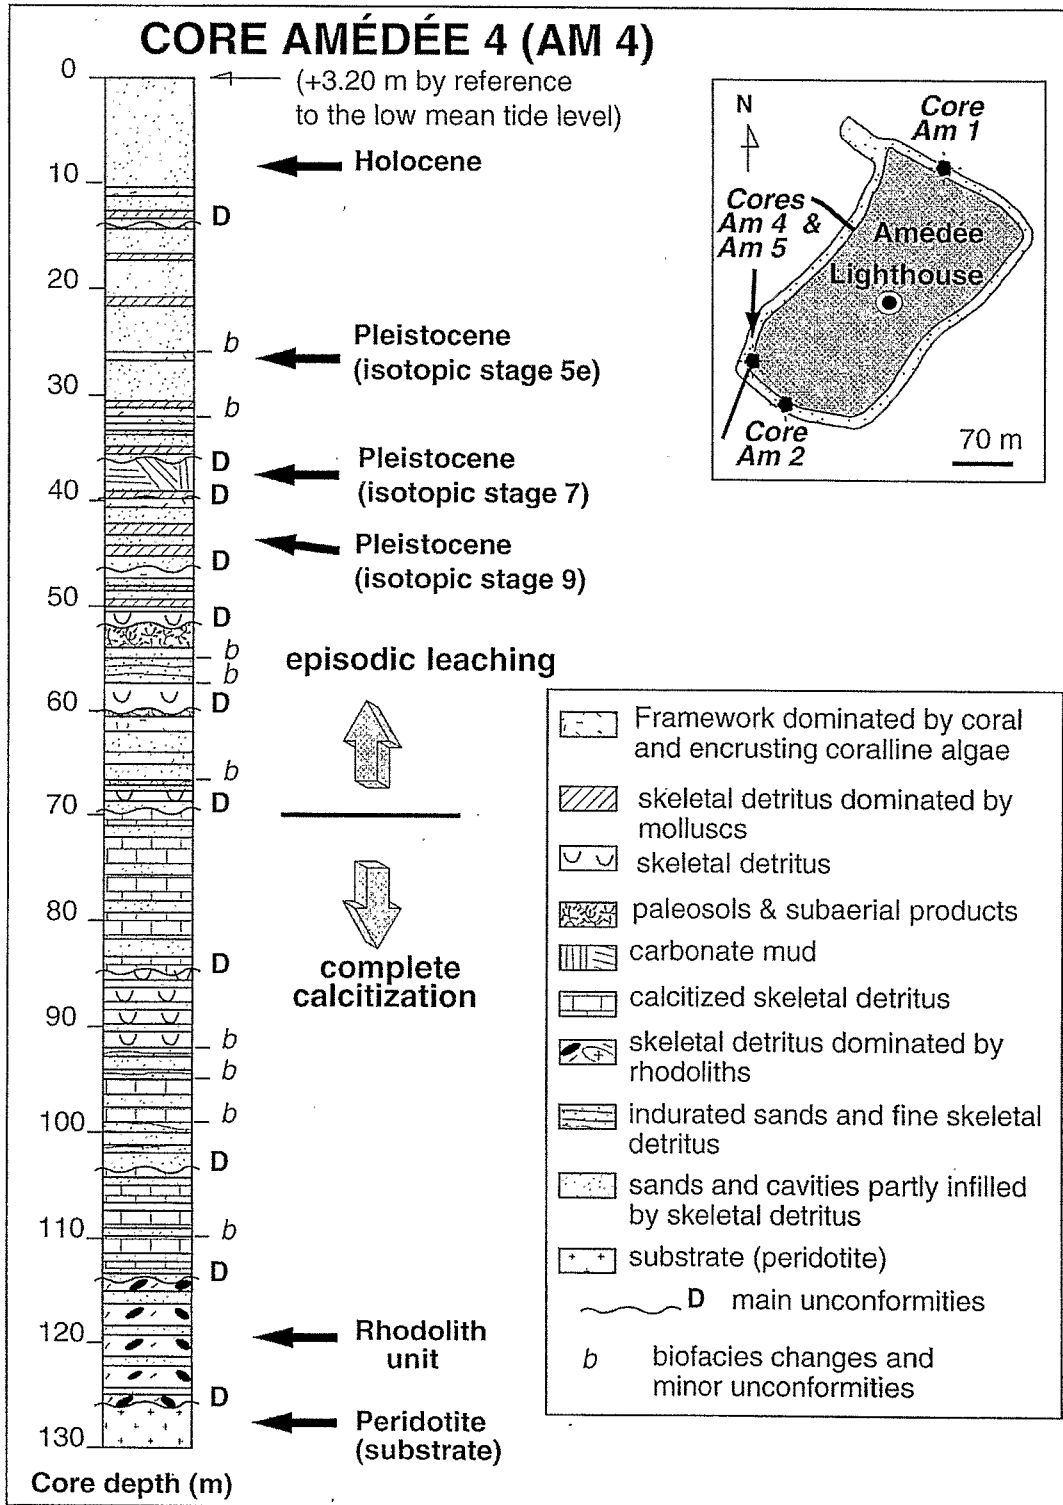 CORE AMÉDÉE 4 (AM 4)
0
(+3.20 m by reference
to the low mean tide level)
Holocene
10
D
20
b
Pleistocene
(isotopic stage 5e)
30
b
D
Pleistocene
(isotopic stage 7)
40
D
Pleistocene
(isotopic stage 9)
D
50
D
b
b
episodic leaching
60
D
b
70
D
80
complete
calcitization
D
90
b
b
b
100
D
110
b
D
120
Rhodolith
unit
D
Peridotite
(substrate)
130
Core depth (m)
N
Core
Am 1
Cores
Am 4 &
Am 5
Amédée
Lighthouse
Core
Am 2
70 m
Framework dominated by coral
and encrusting coralline algae
skeletal detritus dominated by
molluscs
skeletal detritus
paleosols & subaerial products
carbonate mud
calcitized skeletal detritus
skeletal detritus dominated by
rhodoliths
indurated sands and fine skeletal
detritus
sands and cavities partly infilled
by skeletal detritus
substrate (peridotite)
D main unconformities
b biofacies changes and
minor unconformities